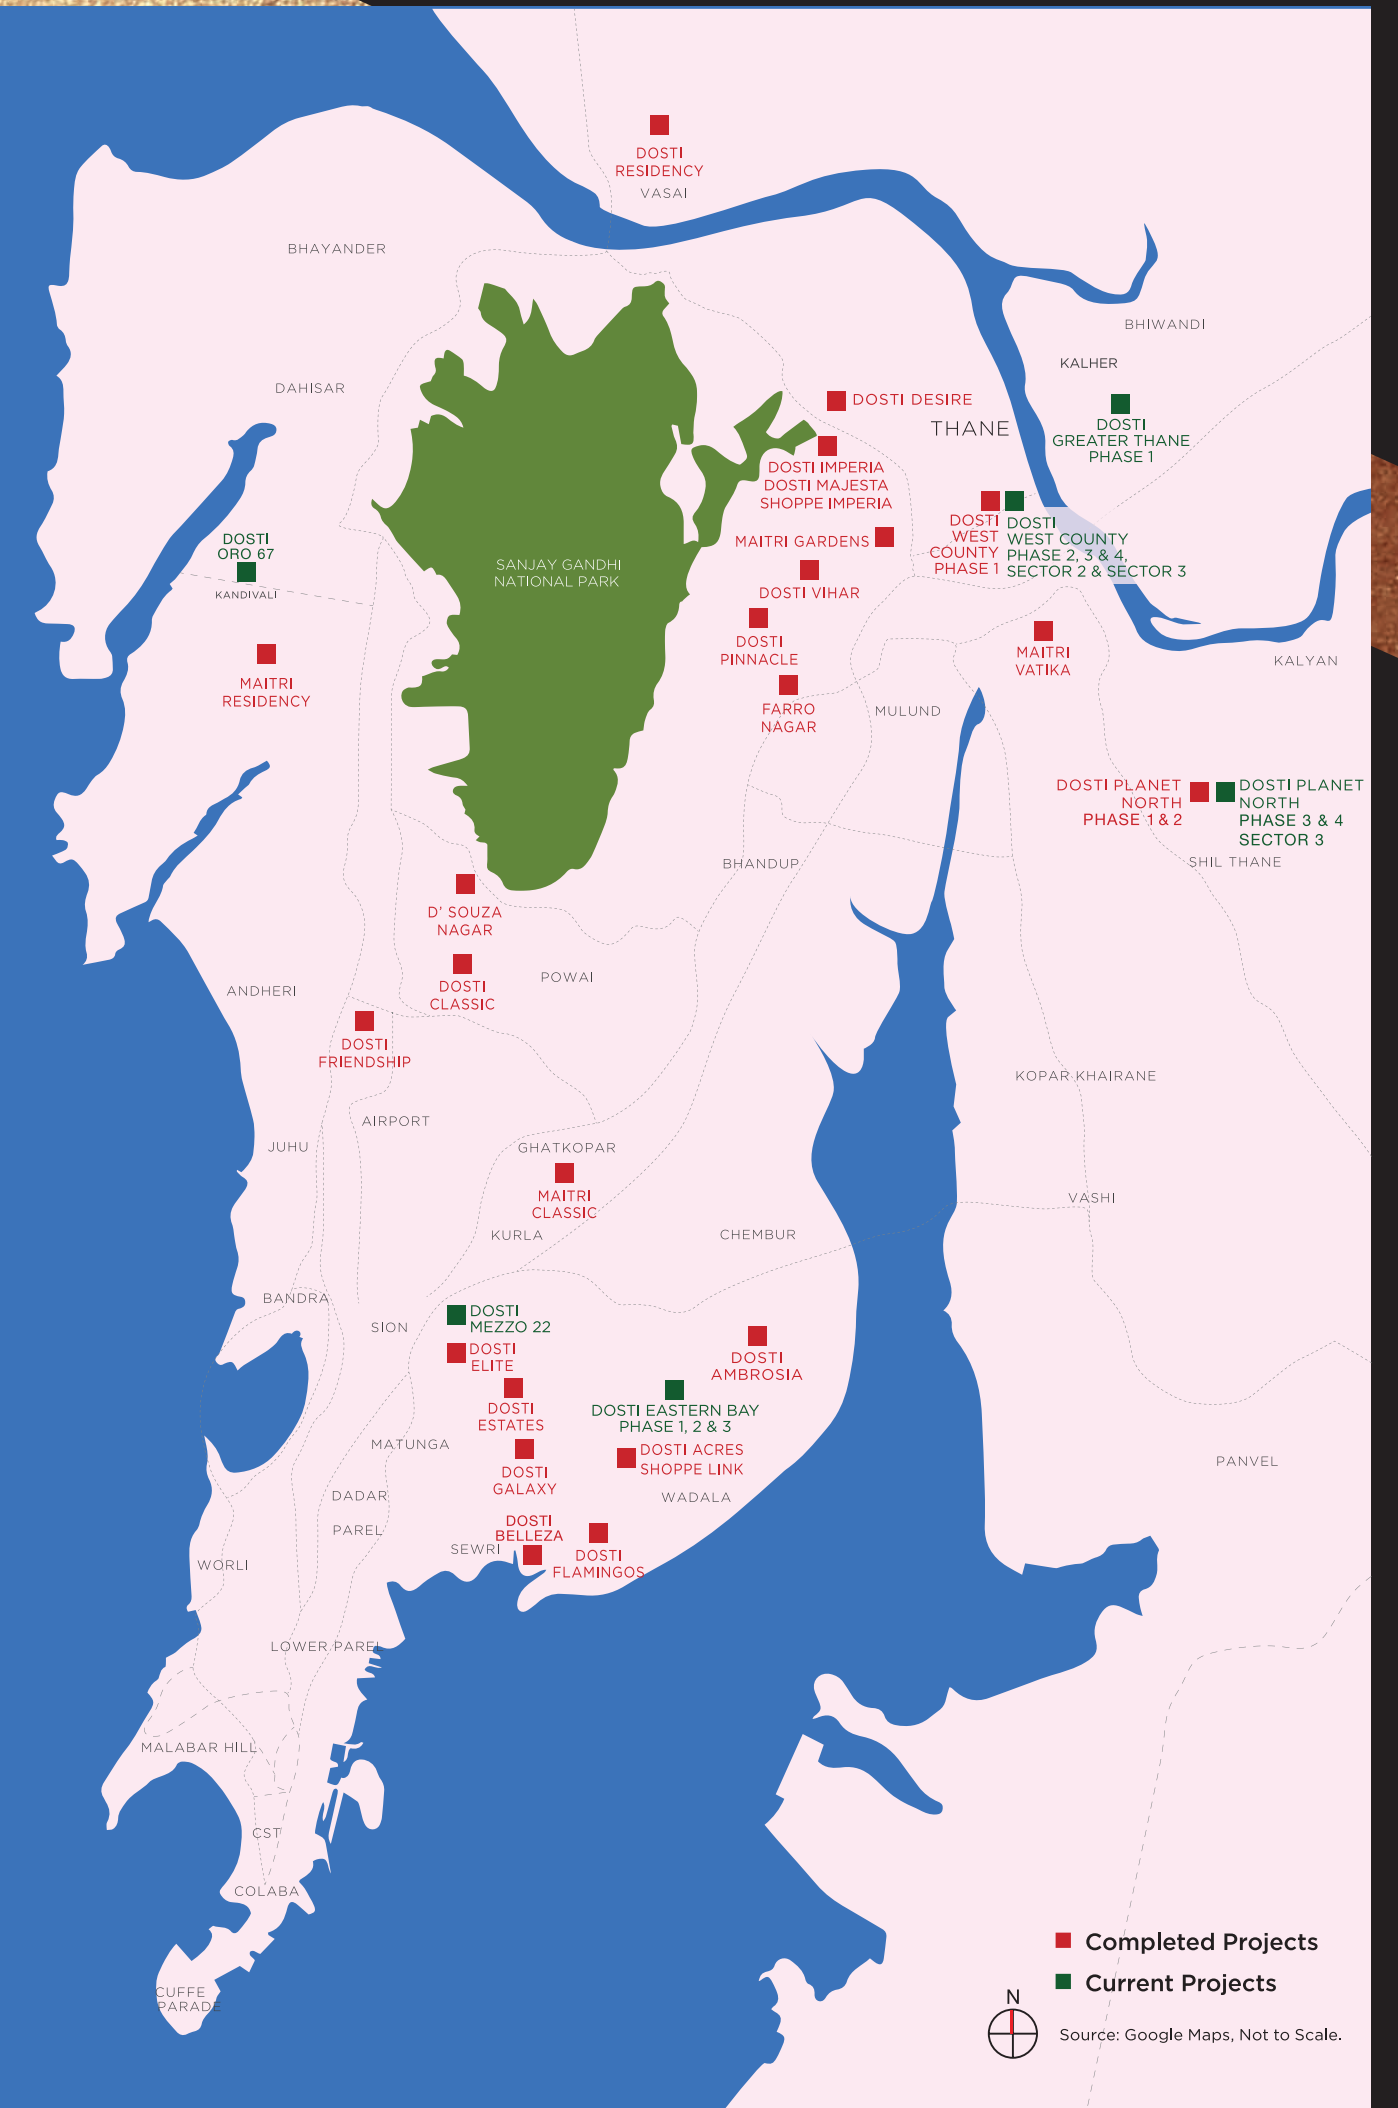 DOSTI
RESIDENCY
VASAI
BHAYANDER
BHIWANDI
KALHER
DAHISAR
DOSTI DESIRE
THANE
DOSTI
GREATER THANE
PHASE 1
DOSTI IMPERIA
DOSTI MAJESTA
SHOPPE IMPERIA
DOSTI
WEST
COUNTY
PHASE 1
DOSTI
WEST COUNTY
PHASE 2, 3 & 4,
SECTOR 2 & SECTOR 3
MAITRI GARDENS
DOSTI
ORO 67
KANDIVALI
SANJAY GANDHI
NATIONAL PARK
DOSTI VIHAR
DOSTI
PINNACLE
MAITRI
VATIKA
KALYAN
MAITRI
RESIDENCY
FARRO
NAGAR
MULUND
DOSTI PLANET
NORTH
PHASE 1 & 2
DOSTI PLANET
NORTH
PHASE 3 & 4
SECTOR 3
SHIL THANE
BHANDUP
D' SOUZA
NAGAR
POWAI
DOSTI
CLASSIC
ANDHERI
DOSTI
FRIENDSHIP
KOPAR KHAIRANE
AIRPORT
JUHU
GHATKOPAR
MAITRI
CLASSIC
VASHI
KURLA
CHEMBUR
BANDRA
SION
DOSTI
MEZZO 22
DOSTI
ELITE
DOSTI
AMBROSIA
DOSTI
ESTATES
DOSTI EASTERN BAY
PHASE 1, 2 & 3
MATUNGA
DOSTI ACRES
SHOPPE LINK
PANVEL
DOSTI
GALAXY
DADAR
WADALA
PAREL
DOSTI
BELLEZA
SEWRI
DOSTI
FLAMINGOS
WORLI
LOWER PAREL
MALABAR HILL
CST
COLABA
CUFFE
PARADE
Completed Projects
Current Projects
N
Source: Google Maps, Not to Scale.